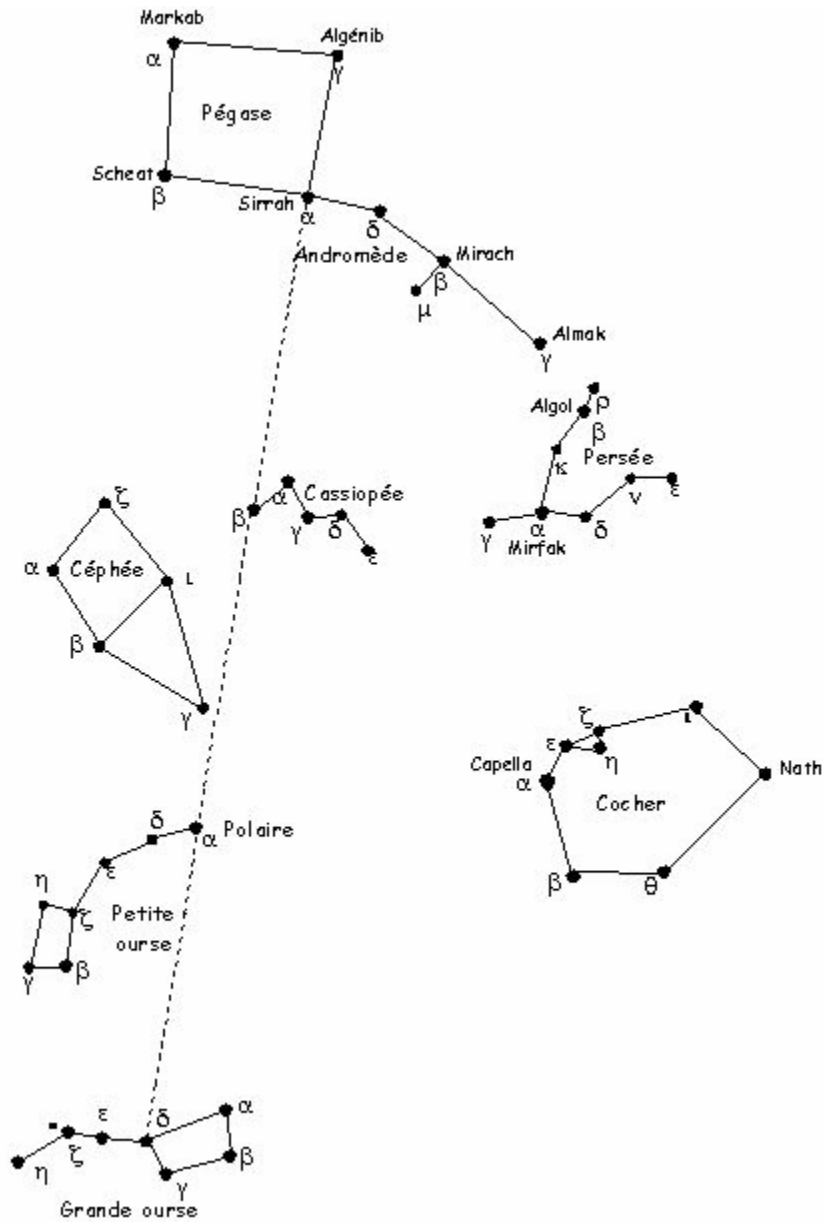 Markab
Algénib
α
γ
Pégase
Scheat
β
Sirrah
α
δ
Andromède
Mirach
β
μ
Almak
γ
Algol
ρ
β
Persée
κ
ν
ε
γ
α
δ
Mirfak
β
α
Cassiopée
γ
δ
ε
ζ
α
Céphée
ι
β
γ
ζ
ι
ε
η
Capella
α
Nath
Cocher
β
θ
δ
α
Polaire
ε
η
ζ
Petite
ourse
γ
β
ε
δ
α
ζ
η
β
γ
Grande ourse